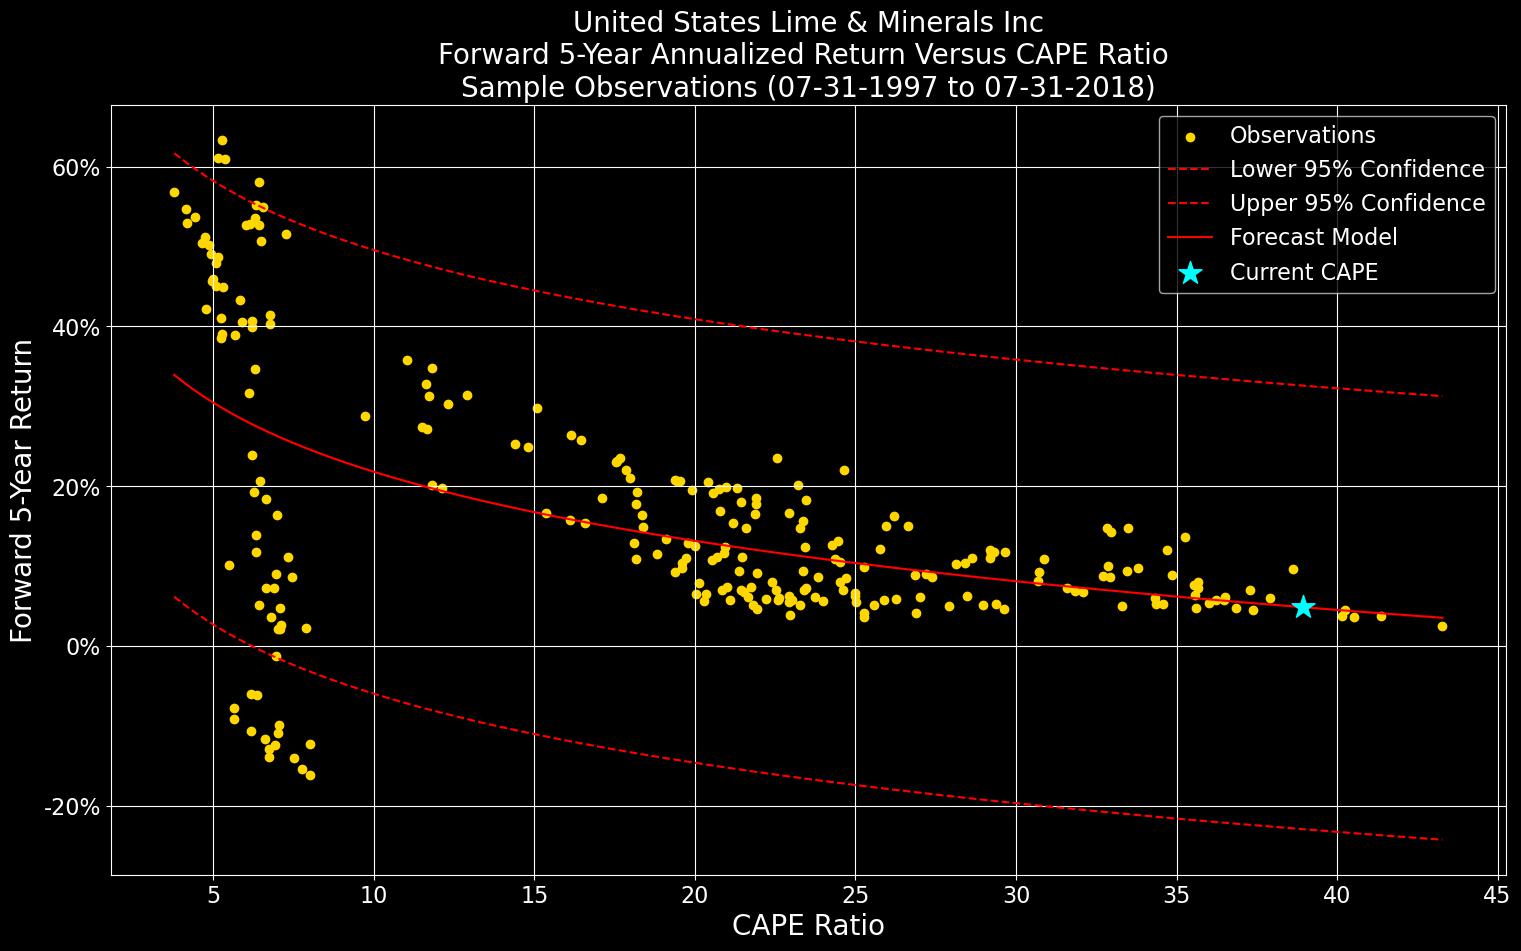 United States Lime & Minerals Inc
Forward 5-Year Annualized Return Versus CAPE Ratio
Sample Observations (07-31-1997 to 07-31-2018)
Observations
Lower 95% Confidence
Upper 95% Confidence
Forecast Model
Current CAPE
Forward 5-Year Return
60%
40%
20%
0%
-20%
5 10 15 20 25 30 35 40 45
CAPE Ratio